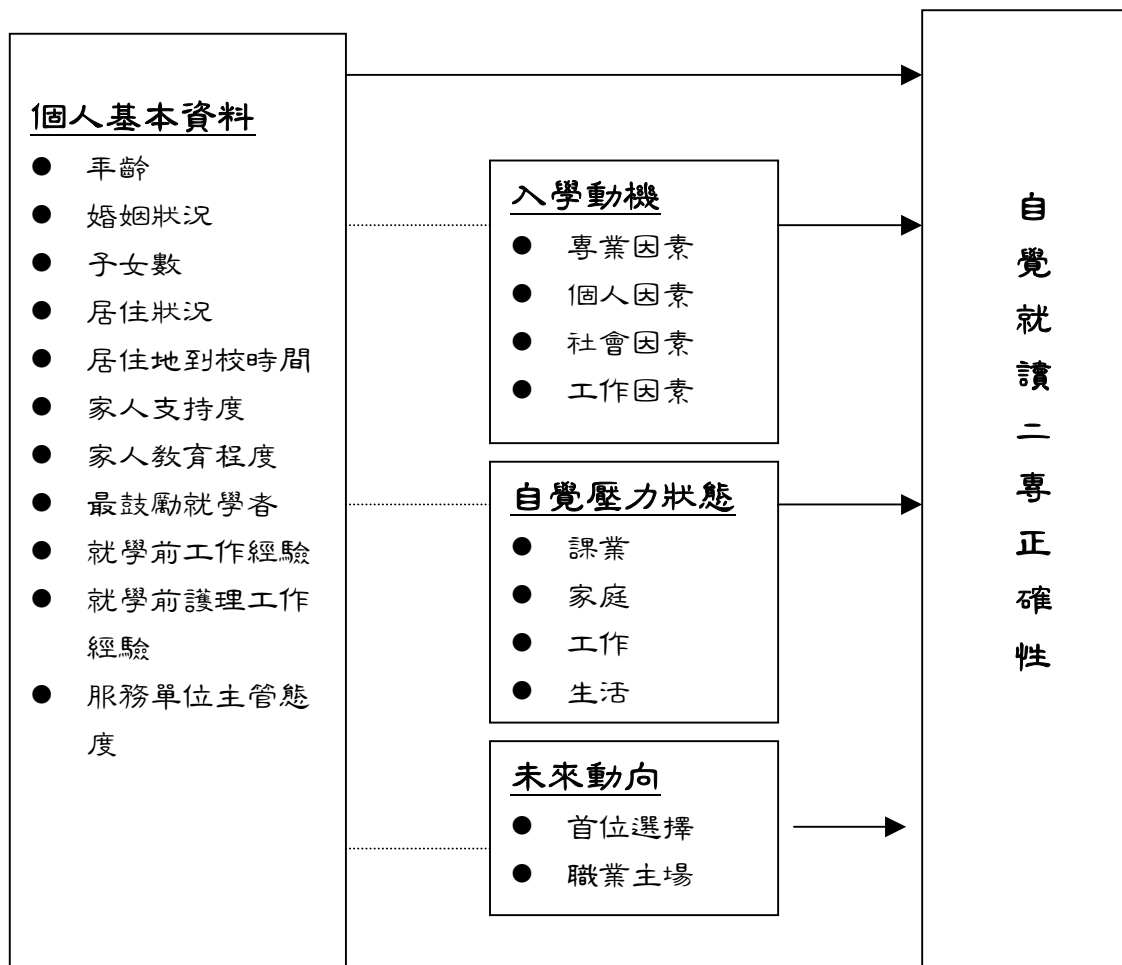 個人基本資料
● 年齡
● 婚姻狀況
● 子女數
● 居住狀況
● 居住地到校時間
● 家人支持度
● 家人教育程度
● 最鼓勵就學者
● 就學前工作經驗
● 就學前護理工作
經驗
● 服務單位主管態
度
入學動機
● 專業因素
● 個人因素
● 社會因素
● 工作因素
自覺壓力狀態
● 課業
● 家庭
● 工作
● 生活
未來動向
● 首位選擇
● 職業主場
自覺就讀二專正確性